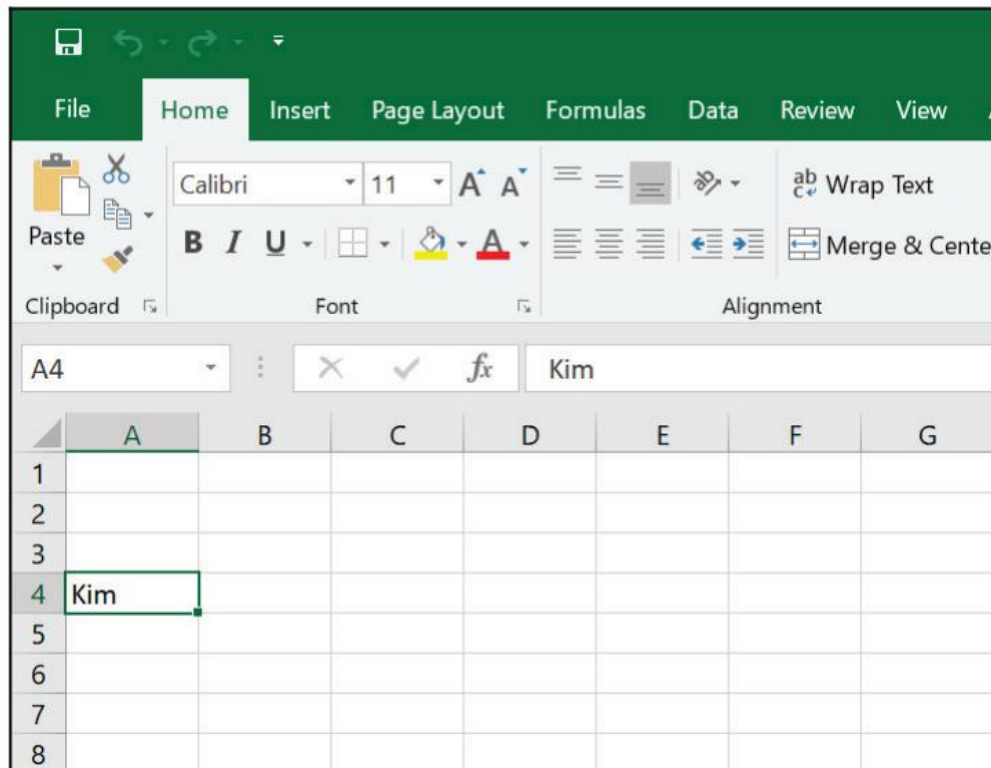 File Home Insert Page Layout Formulas Data Review View
Calibri 11 A A ab c Wrap Text
Paste B I U A Merge & Cente
Clipboard Font Alignment
A4 fx Kim
A B C D E F G
1
2
3
4 Kim
5
6
7
8